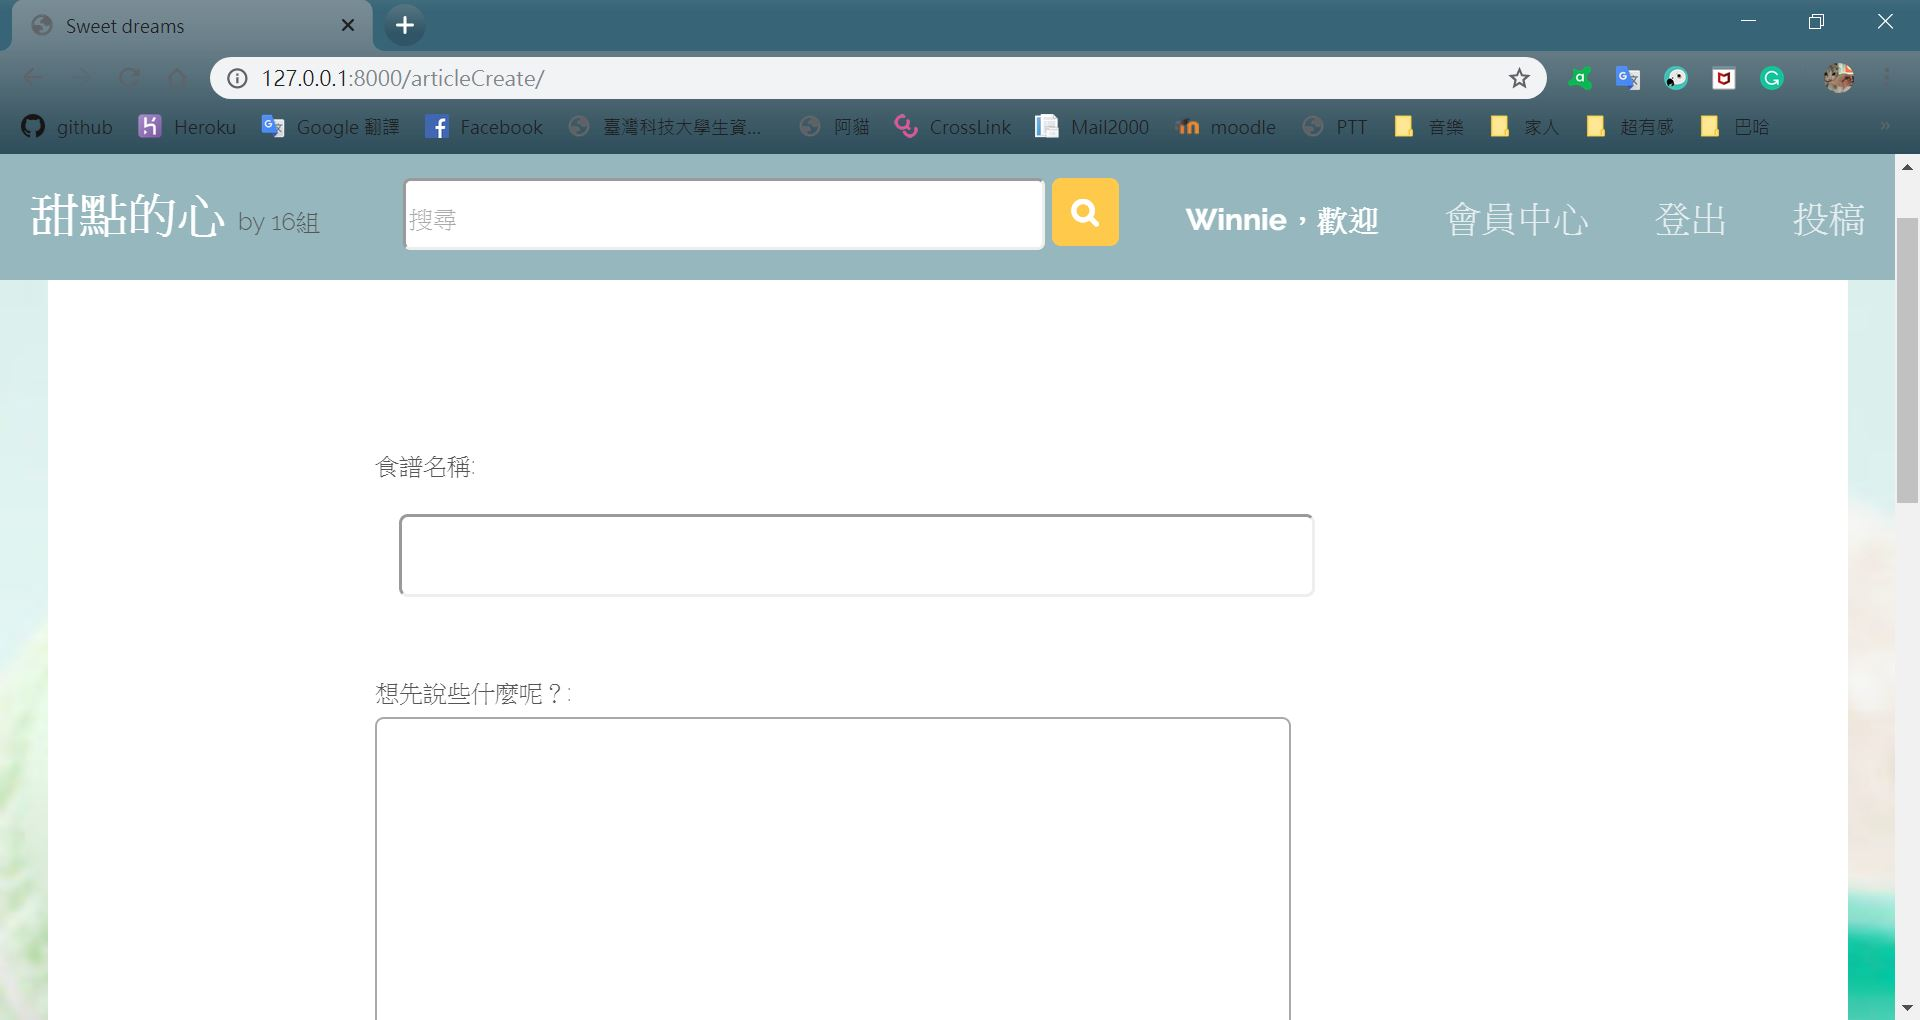 Sweet dreams
127.0.0.1:8000/articleCreate/
github Heroku Google 翻譯 Facebook 臺灣科技大學生資... 阿貓 CrossLink Mail2000 moodle PTT 音樂 家人 超有感 巴哈 »
甜點的心 by 16組 搜尋 Winnie，歡迎 會員中心 登出 投稿
食譜名稱:
想先說些什麼呢？: